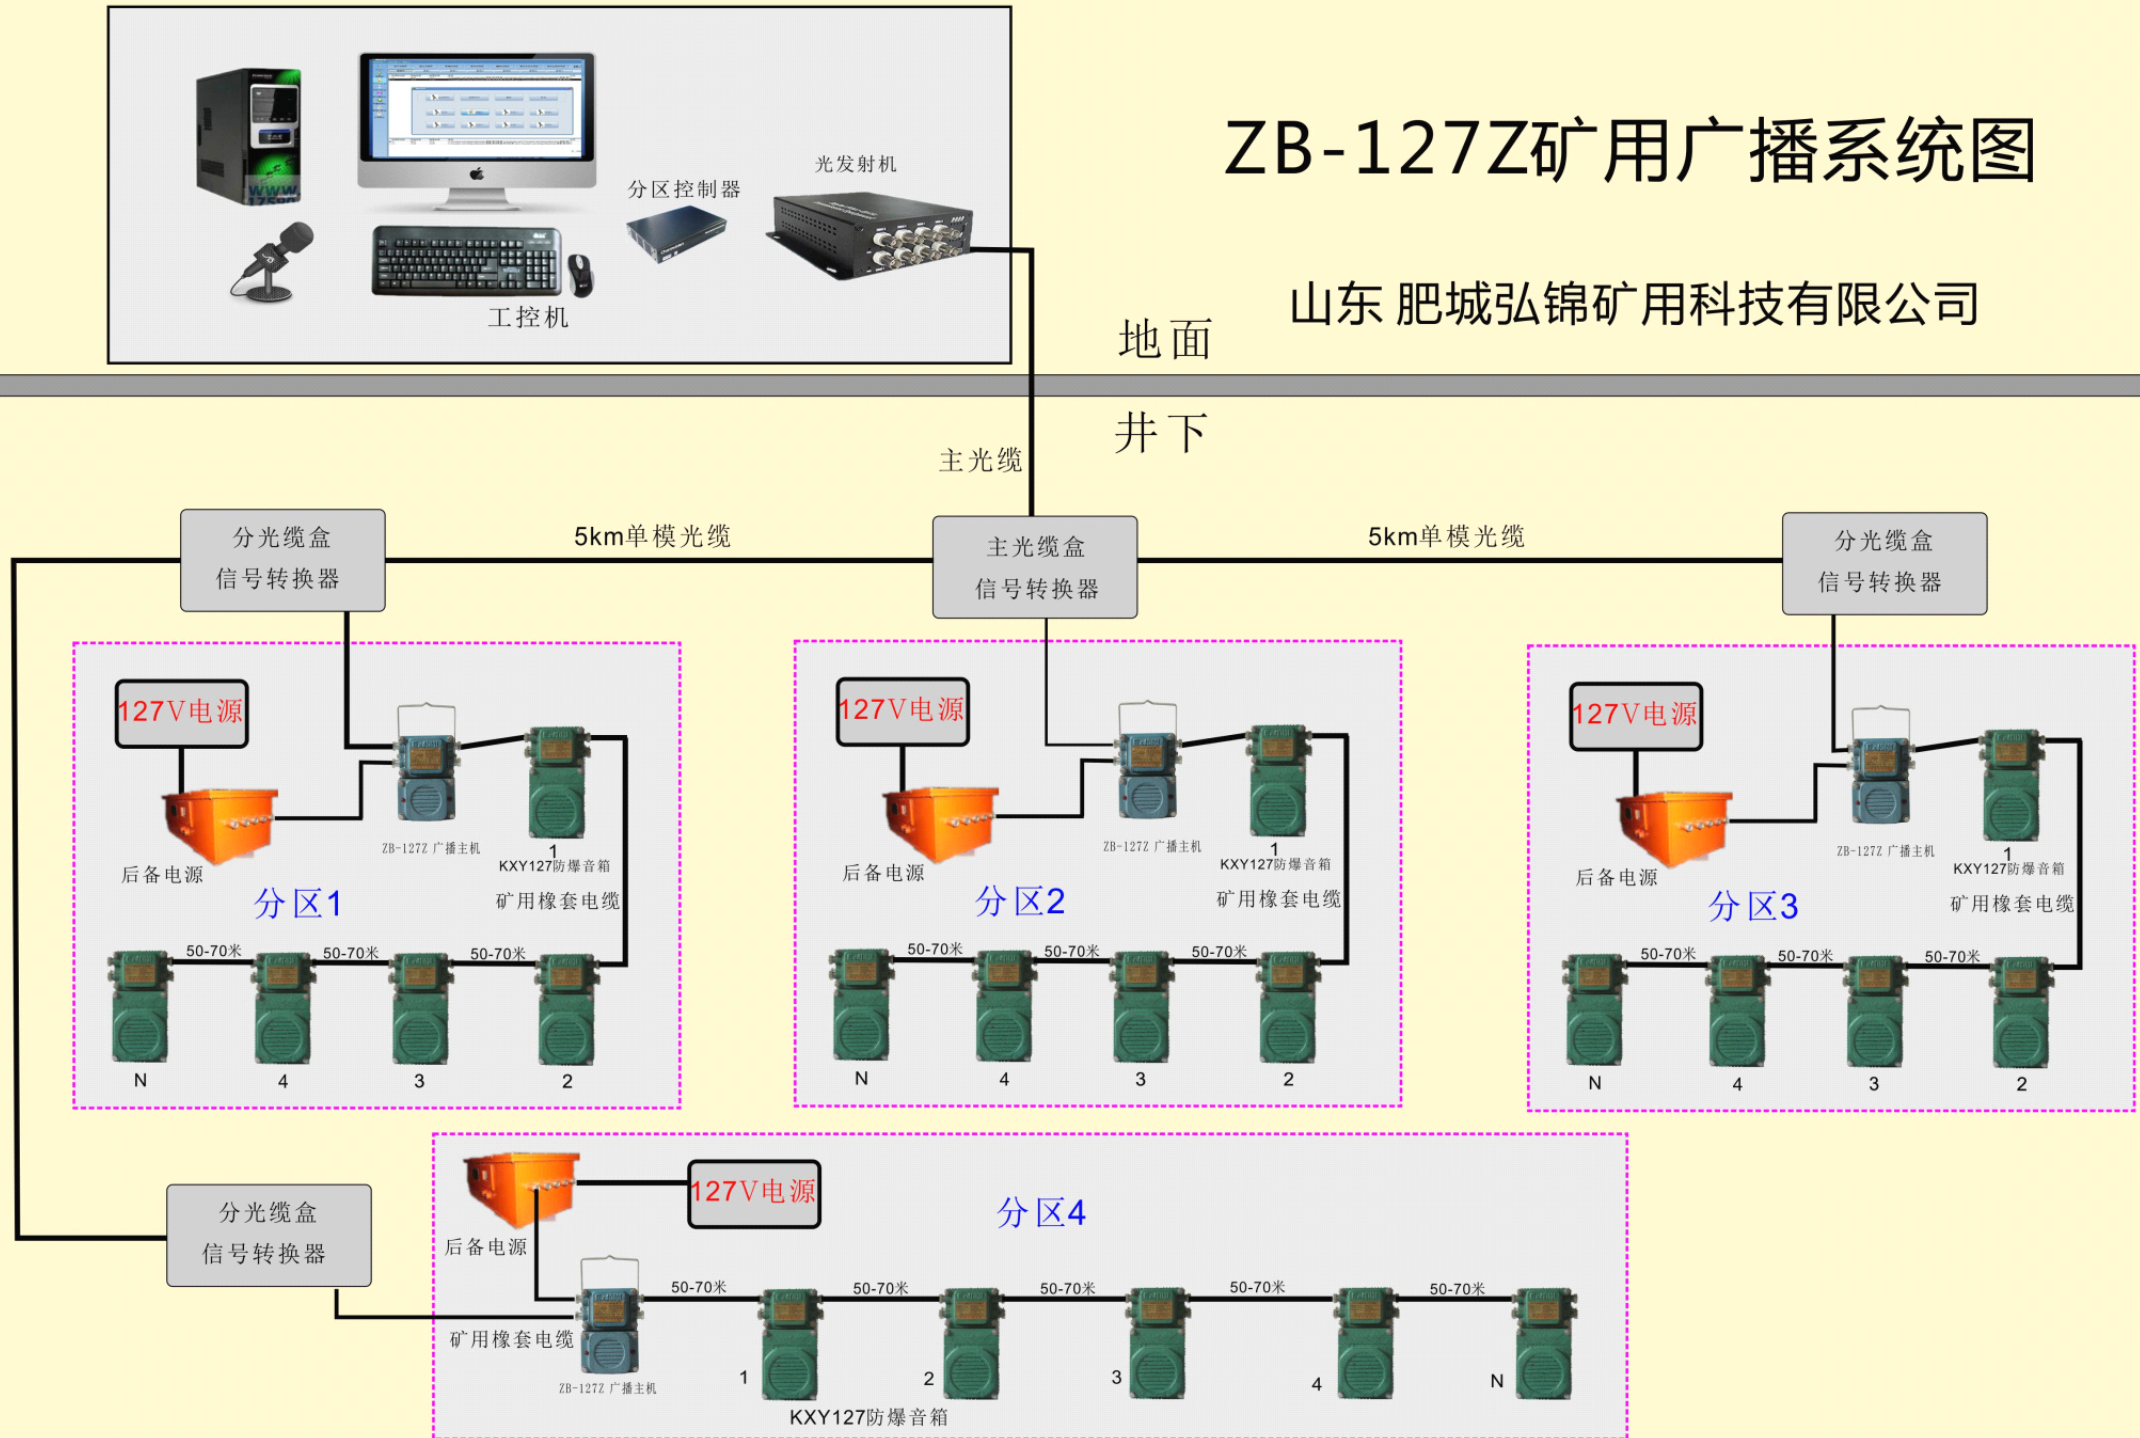 ZB-127Z矿用广播系统图
山东 肥城弘锦矿用科技有限公司
WWW.
分区控制器
光发射机
工控机
地面
井下
主光缆
分光缆盒
信号转换器
5km单模光缆
主光缆盒
信号转换器
5km单模光缆
分光缆盒
信号转换器
127V电源
后备电源
ZB-127Z 广播主机
1
KXY127防爆音箱
矿用橡套电缆
分区1
50-70米
50-70米
50-70米
N
4
3
2
127V电源
后备电源
ZB-127Z 广播主机
1
KXY127防爆音箱
矿用橡套电缆
分区2
50-70米
50-70米
50-70米
N
4
3
2
127V电源
后备电源
ZB-127Z 广播主机
1
KXY127防爆音箱
矿用橡套电缆
分区3
50-70米
50-70米
50-70米
N
4
3
2
分光缆盒
信号转换器
127V电源
分区4
后备电源
50-70米
50-70米
50-70米
50-70米
50-70米
矿用橡套电缆
ZB-127Z 广播主机
1
2
3
4
N
KXY127防爆音箱